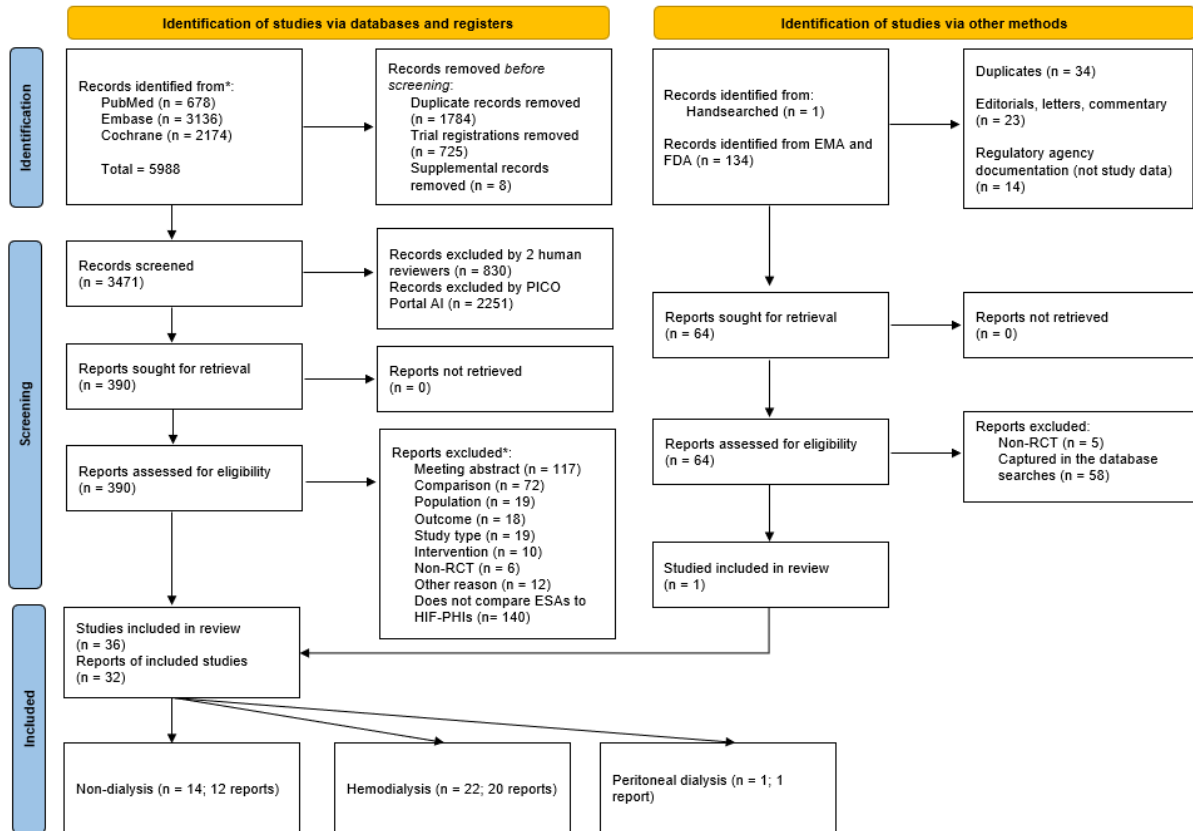 Identification of studies via databases and registers
Identification of studies via other methods
Identification
Records identified from*:
PubMed (n = 678)
Embase (n = 3136)
Cochrane (n = 2174)
Total = 5988
Records removed before
screening:
Duplicate records removed
(n = 1784)
Trial registrations removed
(n = 725)
Supplemental records
removed (n = 8)
Records identified from:
Handsearched (n = 1)
Records identified from EMA and
FDA (n = 134)
Duplicates (n = 34)
Editorials, letters, commentary
(n = 23)
Regulatory agency
documentation (not study data)
(n = 14)
Screening
Records screened
(n = 3471)
Records excluded by 2 human
reviewers (n = 830)
Records excluded by PICO
Portal AI (n = 2251)
Reports sought for retrieval
(n = 64)
Reports not retrieved
(n = 0)
Reports sought for retrieval
(n = 390)
Reports not retrieved
(n = 0)
Reports assessed for eligibility
(n = 390)
Reports excluded*:
Meeting abstract (n = 117)
Comparison (n = 72)
Population (n = 19)
Outcome (n = 18)
Study type (n = 19)
Intervention (n = 10)
Non-RCT (n = 6)
Other reason (n = 12)
Does not compare ESAs to
HIF-PHIs (n= 140)
Reports assessed for eligibility
(n = 64)
Reports excluded:
Non-RCT (n = 5)
Captured in the database
searches (n = 58)
Studied included in review
(n = 1)
Included
Studies included in review
(n = 36)
Reports of included studies
(n = 32)
Non-dialysis (n = 14; 12 reports)
Hemodialysis (n = 22; 20 reports)
Peritoneal dialysis (n = 1; 1
report)